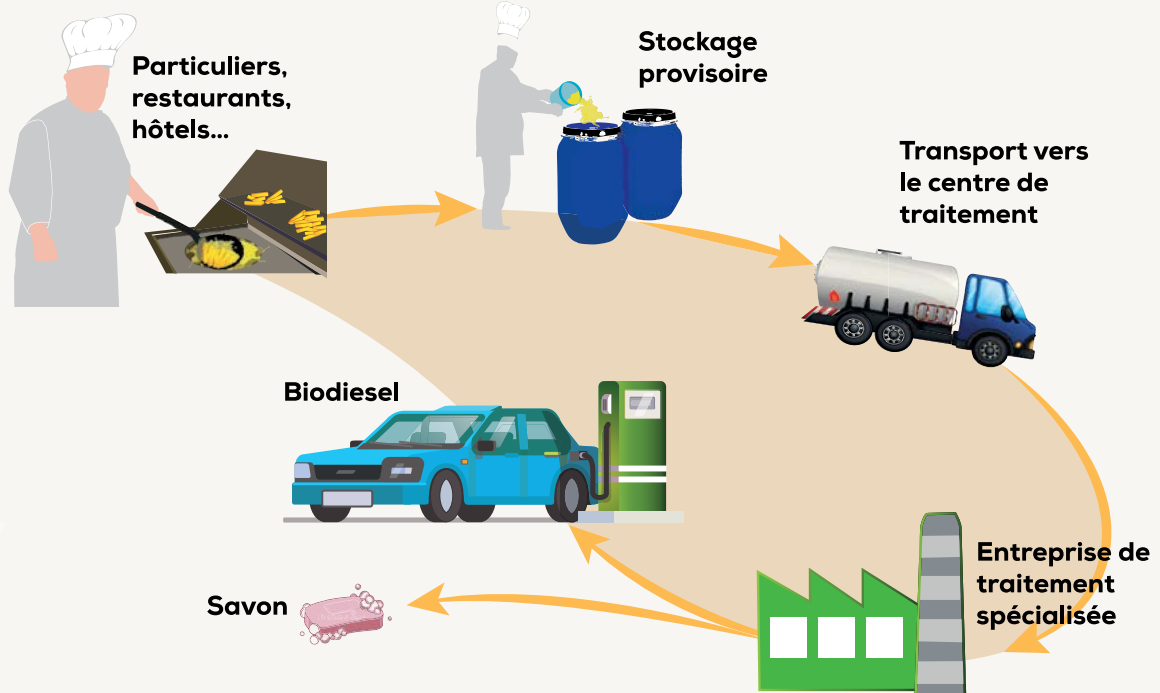 Particuliers,
restaurants,
hôtels...
Stockage
provisoire
Transport vers
le centre de
traitement
Entreprise de
traitement
spécialisée
Biodiesel
Savon